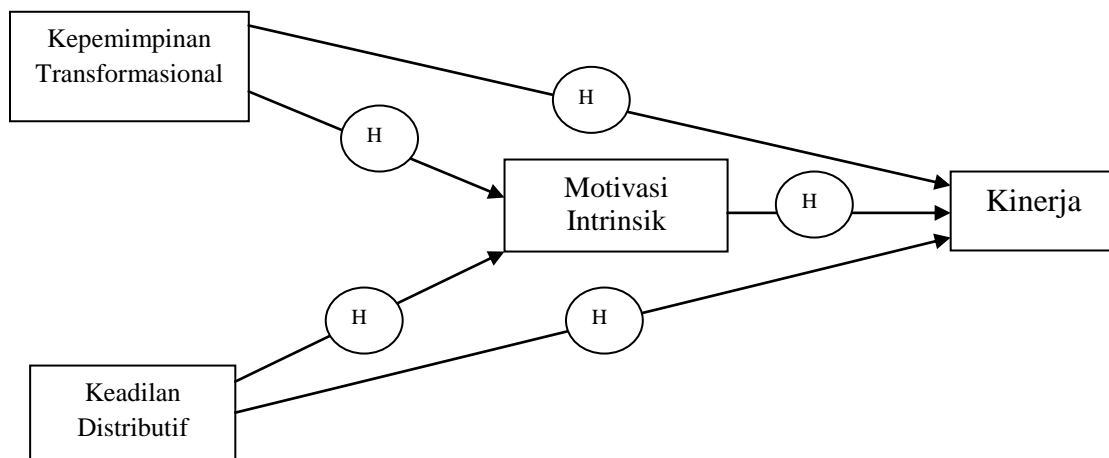 Kepemimpinan
Transformasional
H
H
Motivasi
Intrinsik
H
Kinerja
H
H
Keadilan
Distributif